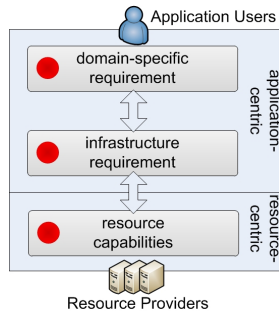 Application Users
domain-specific
requirement
infrastructure
requirement
resource
capabilities
application-
centric
resource-
centric
Resource Providers